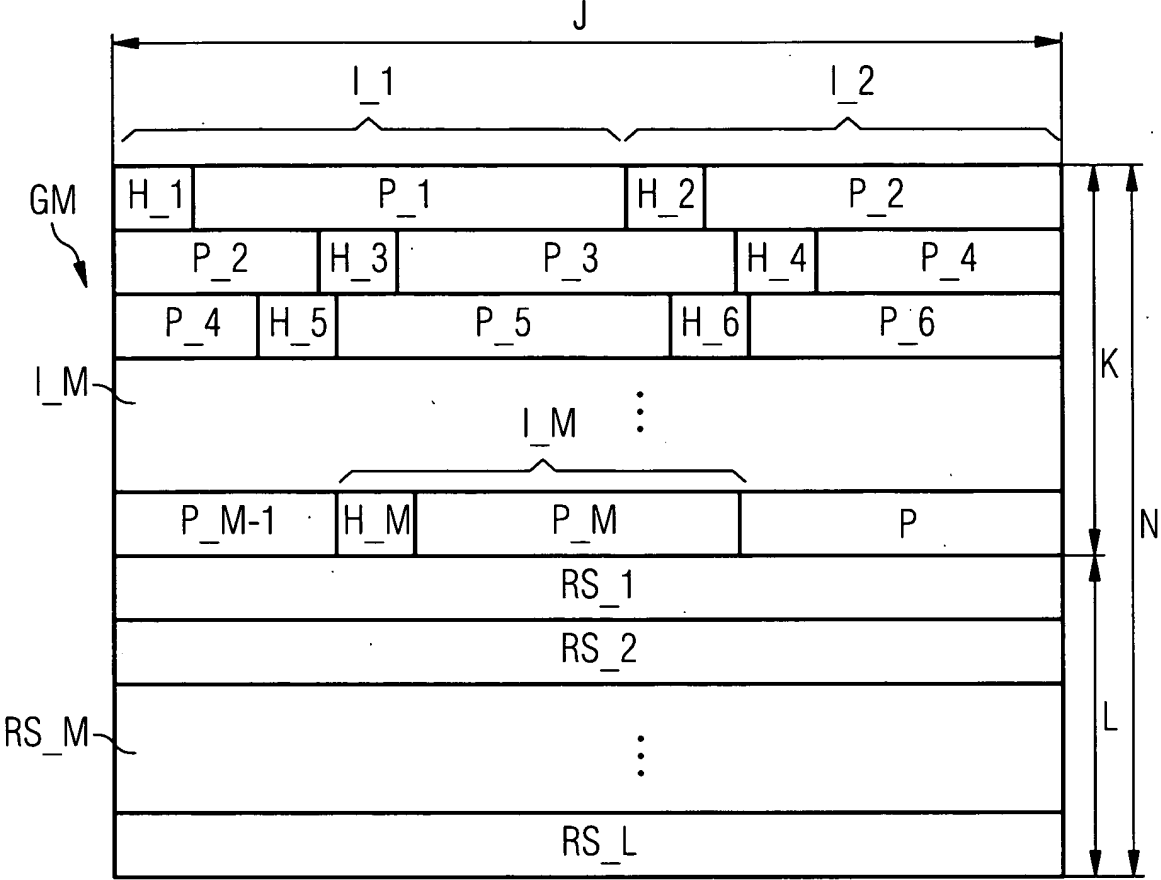 J
I_1 I_2
GM
H_1 P_1 H_2 P_2
P_2 H_3 P_3 H_4 P_4
P_4 H_5 P_5 H_6 P_6
I_M
K
I_M
P_M-1 H_M P_M P
N
RS_1
RS_2
RS_M
L
RS_L